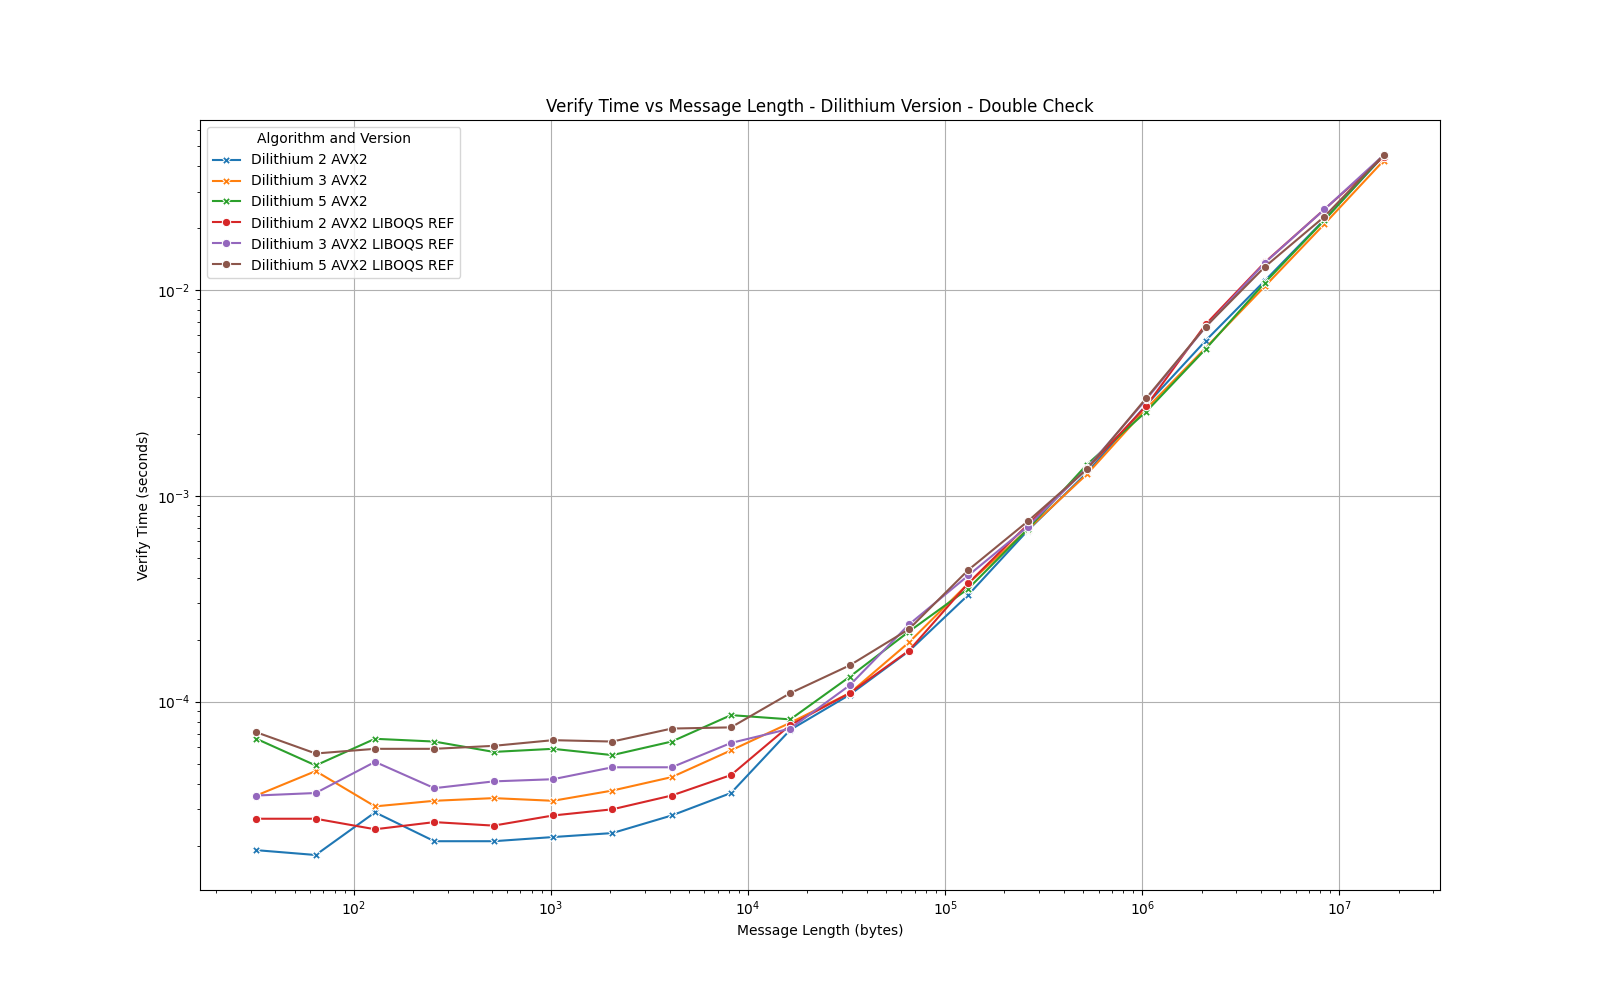 Verify Time vs Message Length - Dilithium Version - Double Check
Algorithm and Version
Dilithium 2 AVX2
Dilithium 3 AVX2
Dilithium 5 AVX2
Dilithium 2 AVX2 LIBOQS REF
Dilithium 3 AVX2 LIBOQS REF
Dilithium 5 AVX2 LIBOQS REF
Verify Time (seconds)
10⁻²
10⁻³
10⁻⁴
10² 10³ 10⁴ 10⁵ 10⁶ 10⁷
Message Length (bytes)